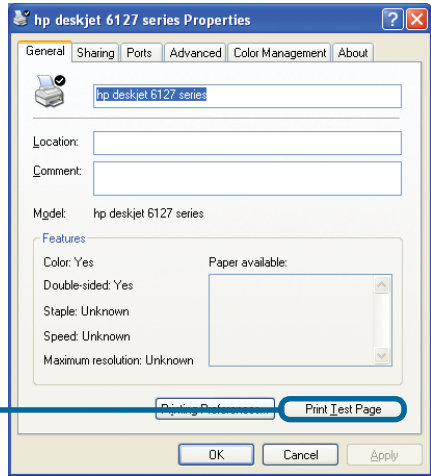 hp deskjet 6127 series Properties
General Sharing Ports Advanced Color Management About
hp deskjet 6127 series
Location:
Comment:
Model: hp deskjet 6127 series
Features
Color: Yes
Paper available:
Double-sided: Yes
Staple: Unknown
Speed: Unknown
Maximum resolution: Unknown
Printing Preferences... Print Test Page
OK Cancel Apply